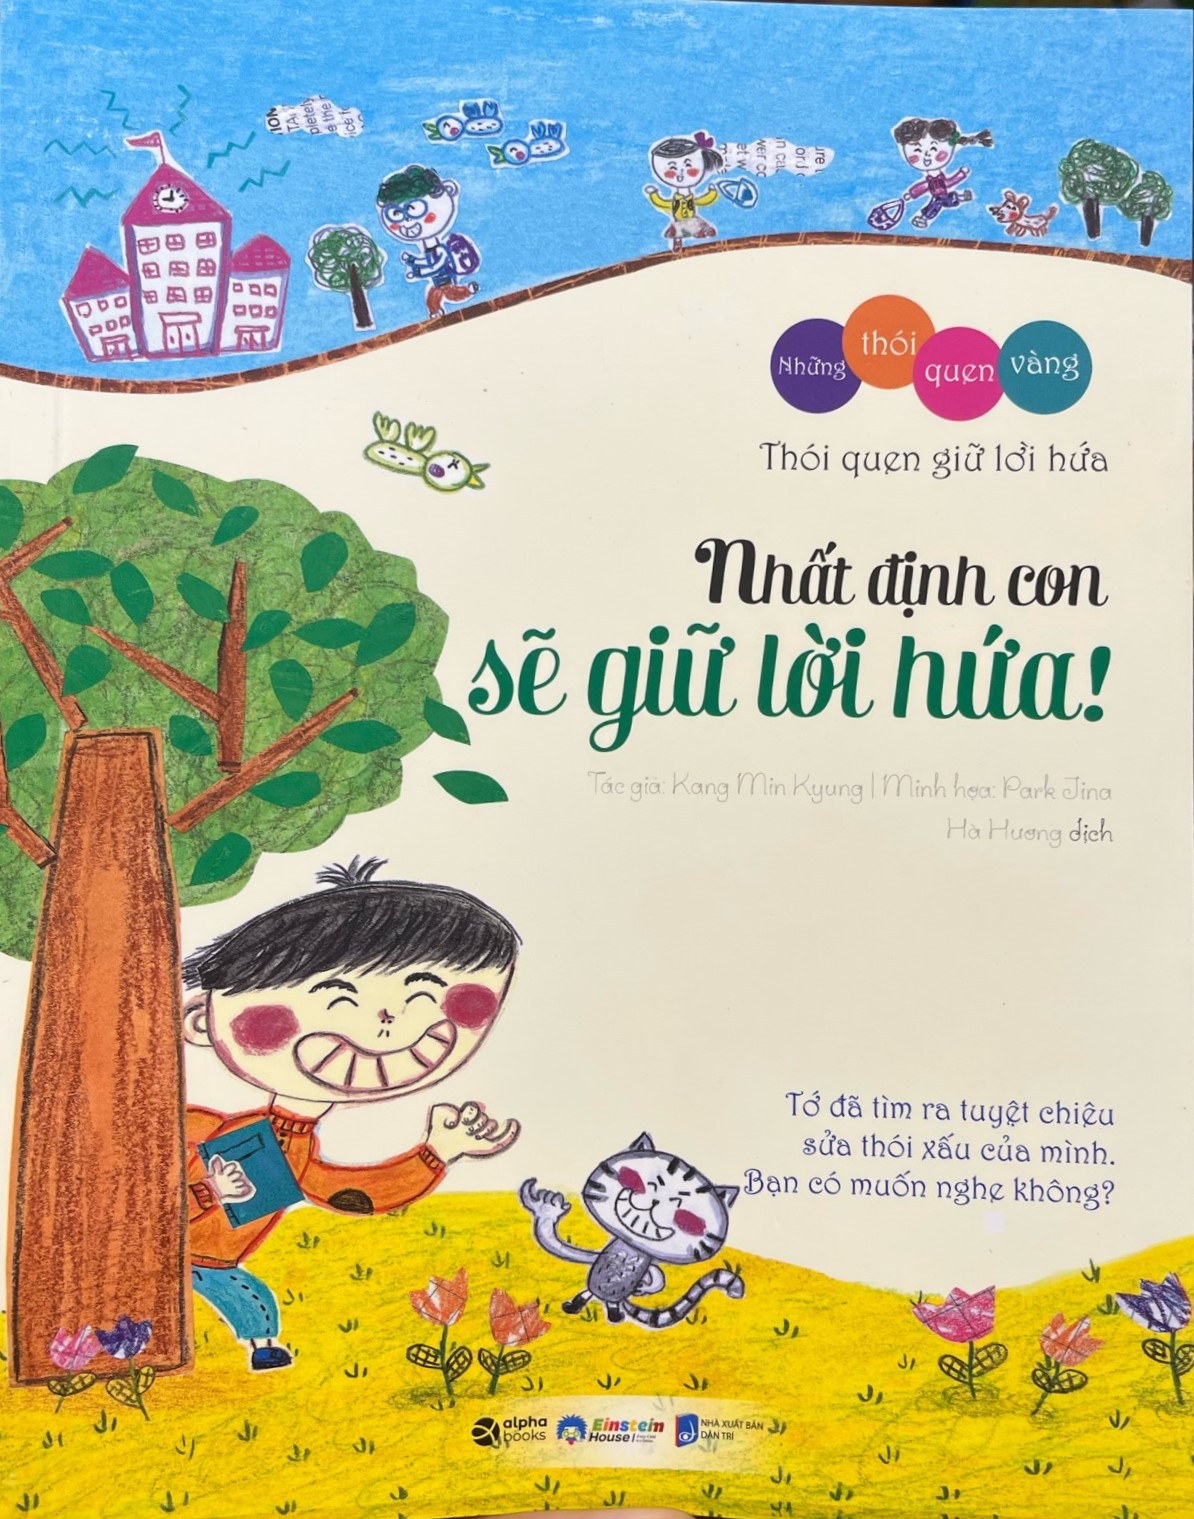 Những thói quen vàng
Thói quen giữ lời hứa
Nhất định con
sẽ giữ lời hứa!
Tác giả: Kang Min Kyung | Minh họa: Park Jina
Hà Hương dịch
Tớ đã tìm ra tuyệt chiêu
sửa thói xấu của mình.
Bạn có muốn nghe không?
alpha
books
Einstein
House
NHÀ XUẤT BẢN
DÂN TRÍ